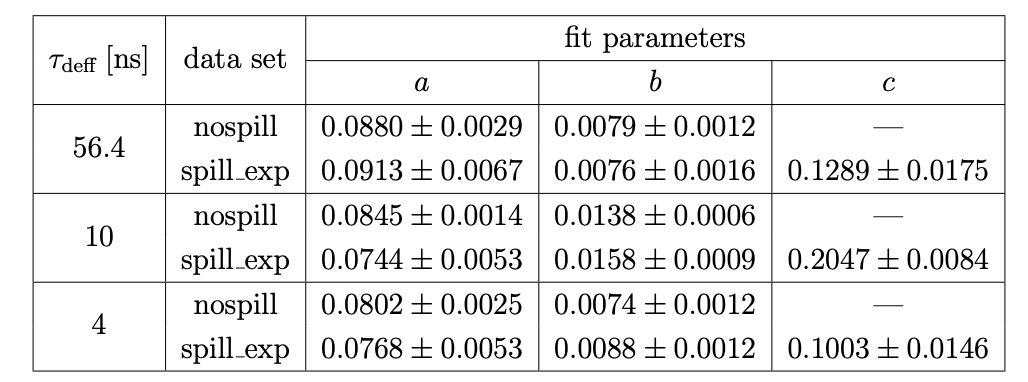 τdeff [ns] data set fit parameters
a b c
56.4 nospill 0.0880 ± 0.0029 0.0079 ± 0.0012 —
spill_exp 0.0913 ± 0.0067 0.0076 ± 0.0016 0.1289 ± 0.0175
10 nospill 0.0845 ± 0.0014 0.0138 ± 0.0006 —
spill_exp 0.0744 ± 0.0053 0.0158 ± 0.0009 0.2047 ± 0.0084
4 nospill 0.0802 ± 0.0025 0.0074 ± 0.0012 —
spill_exp 0.0768 ± 0.0053 0.0088 ± 0.0012 0.1003 ± 0.0146